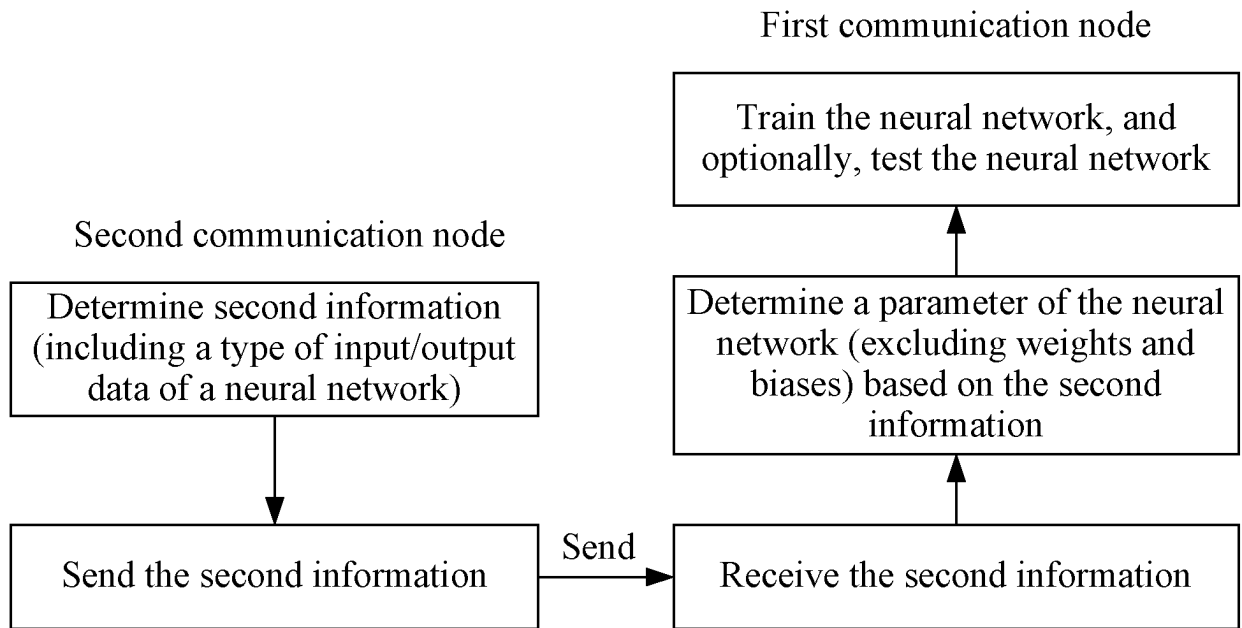 First communication node
Train the neural network, and
optionally, test the neural network
Second communication node
Determine second information
(including a type of input/output
data of a neural network)
Determine a parameter of the neural
network (excluding weights and
biases) based on the second
information
Send the second information
Send
Receive the second information